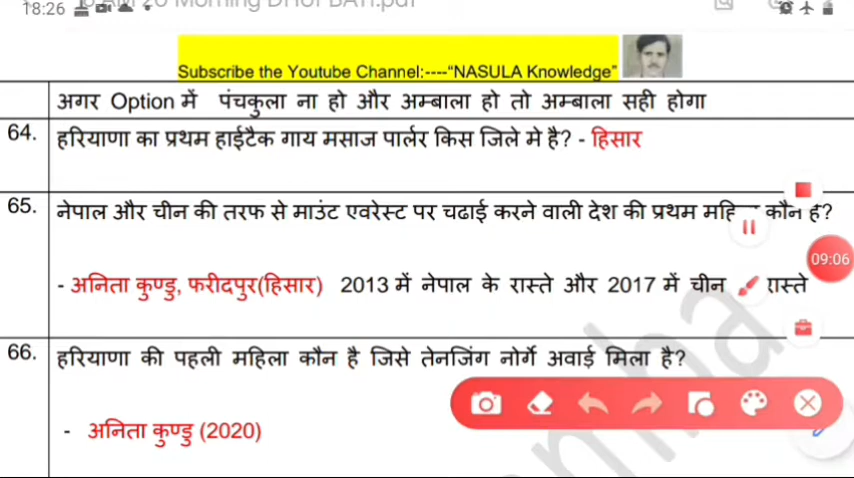 18:26
Subscribe the Youtube Channel:----"NASULA Knowledge"
अगर Option में पंचकुला ना हो और अम्बाला हो तो अम्बाला सही होगा
64. हरियाणा का प्रथम हाईटैक गाय मसाज पार्लर किस जिले मे है? - हिसार
65. नेपाल और चीन की तरफ से माउंट एवरेस्ट पर चढाई करने वाली देश की प्रथम कौन है?
09:06
- अनिता कुण्डु, फरीदपुर(हिसार) 2013 में नेपाल के रास्ते और 2017 में चीन रास्ते
66. हरियाणा की पहली महिला कौन है जिसे तेनजिंग नोर्गे अवार्ड मिला है?
- अनिता कुण्डु (2020)